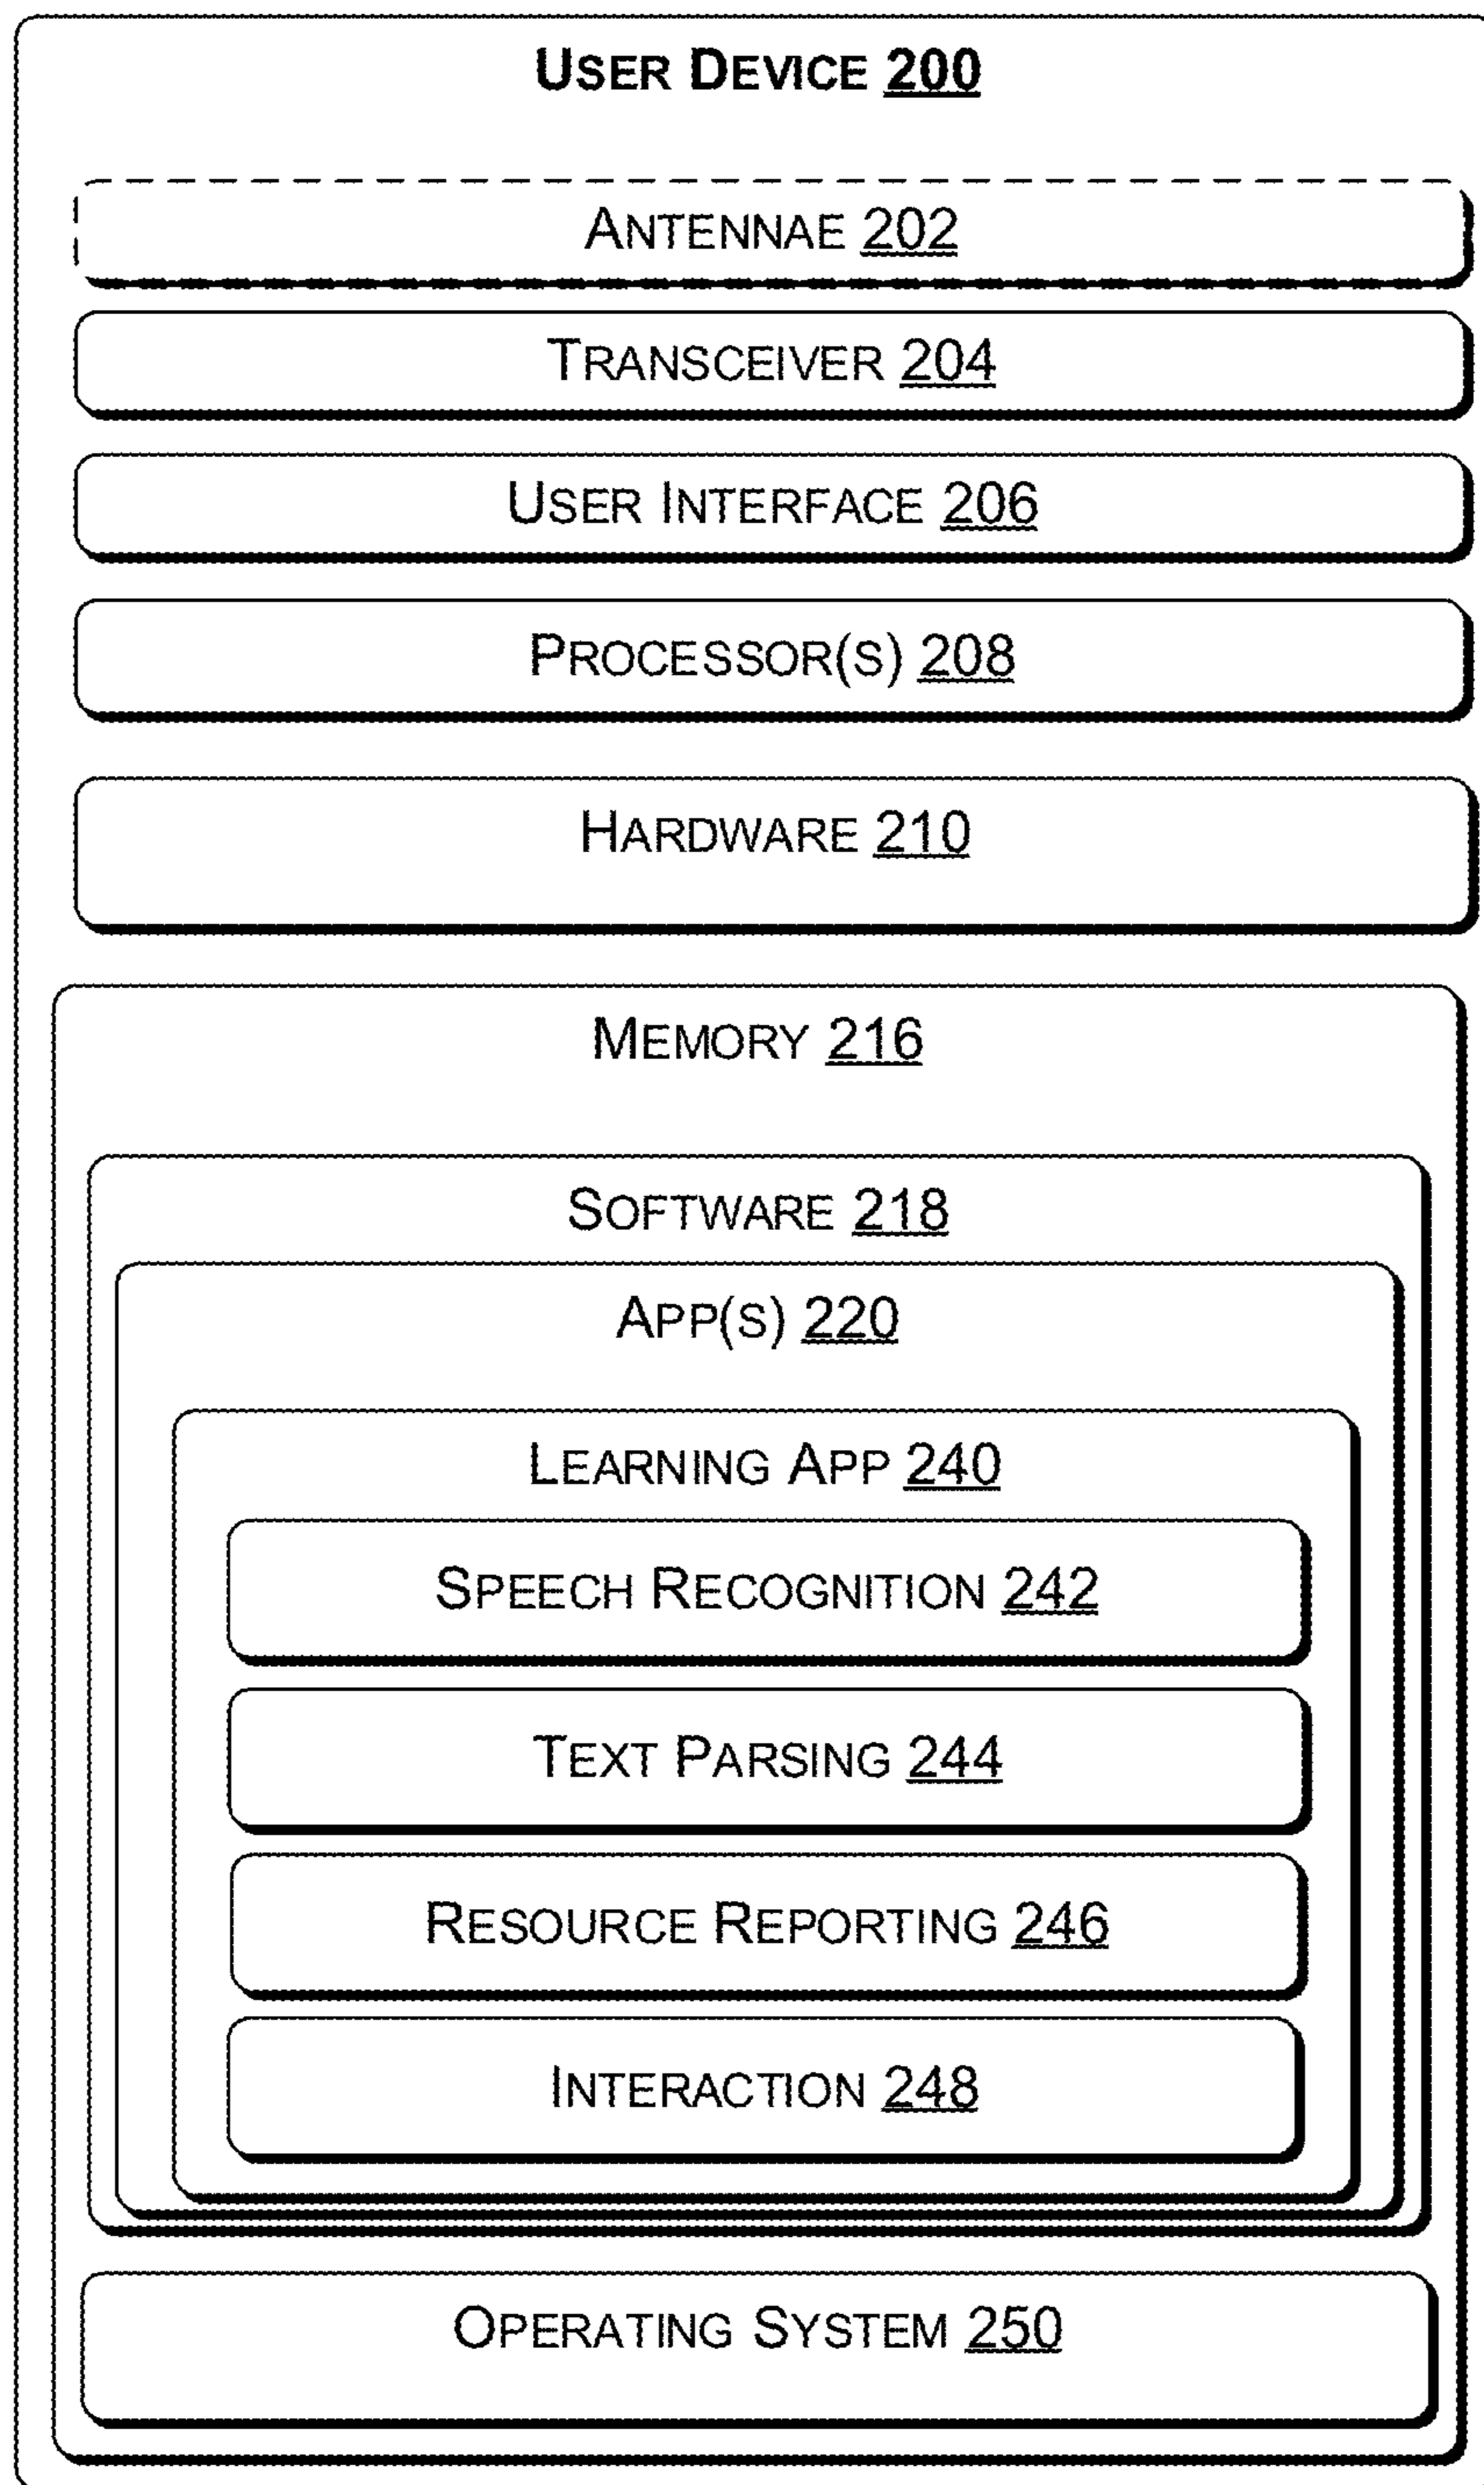 USER DEVICE 200
ANTENNAE 202
TRANSCEIVER 204
USER INTERFACE 206
PROCESSOR(S) 208
HARDWARE 210
MEMORY 216
SOFTWARE 218
APP(S) 220
LEARNING APP 240
SPEECH RECOGNITION 242
TEXT PARSING 244
RESOURCE REPORTING 246
INTERACTION 248
OPERATING SYSTEM 250